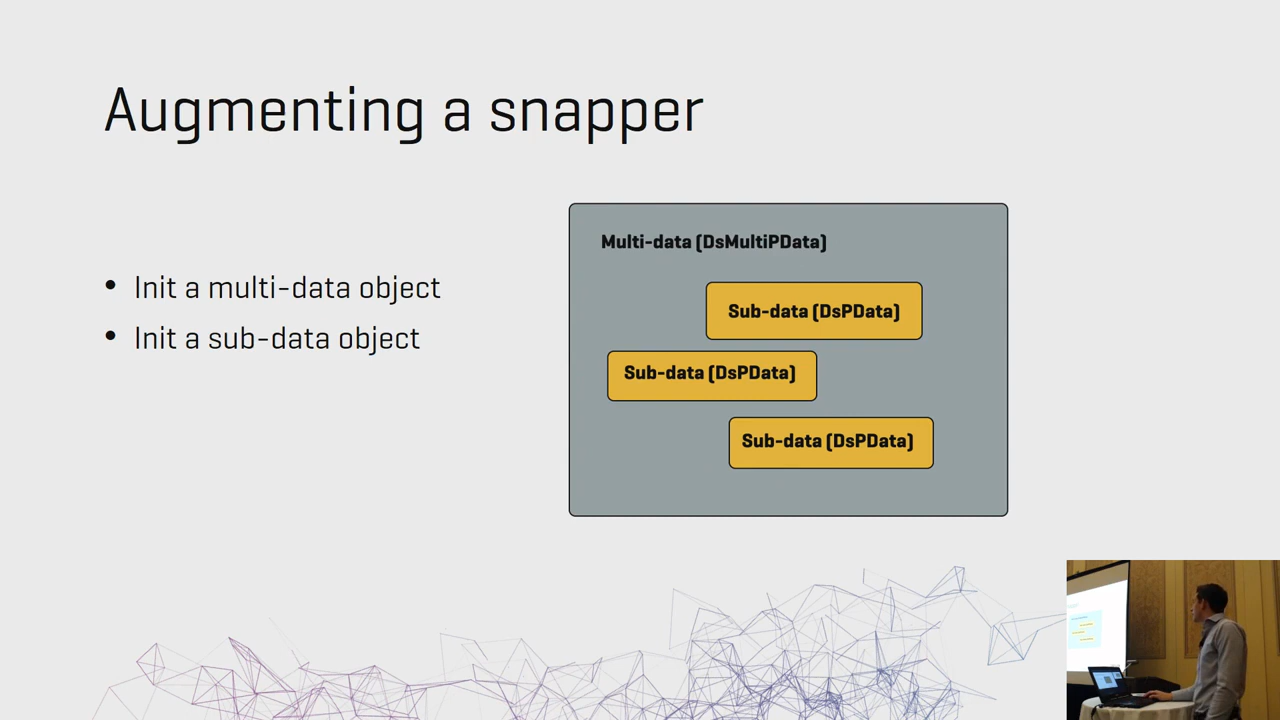 Augmenting a snapper
• Init a multi-data object
• Init a sub-data object
Multi-data (DsMultiPData)
Sub-data (DsPData)
Sub-data (DsPData)
Sub-data (DsPData)